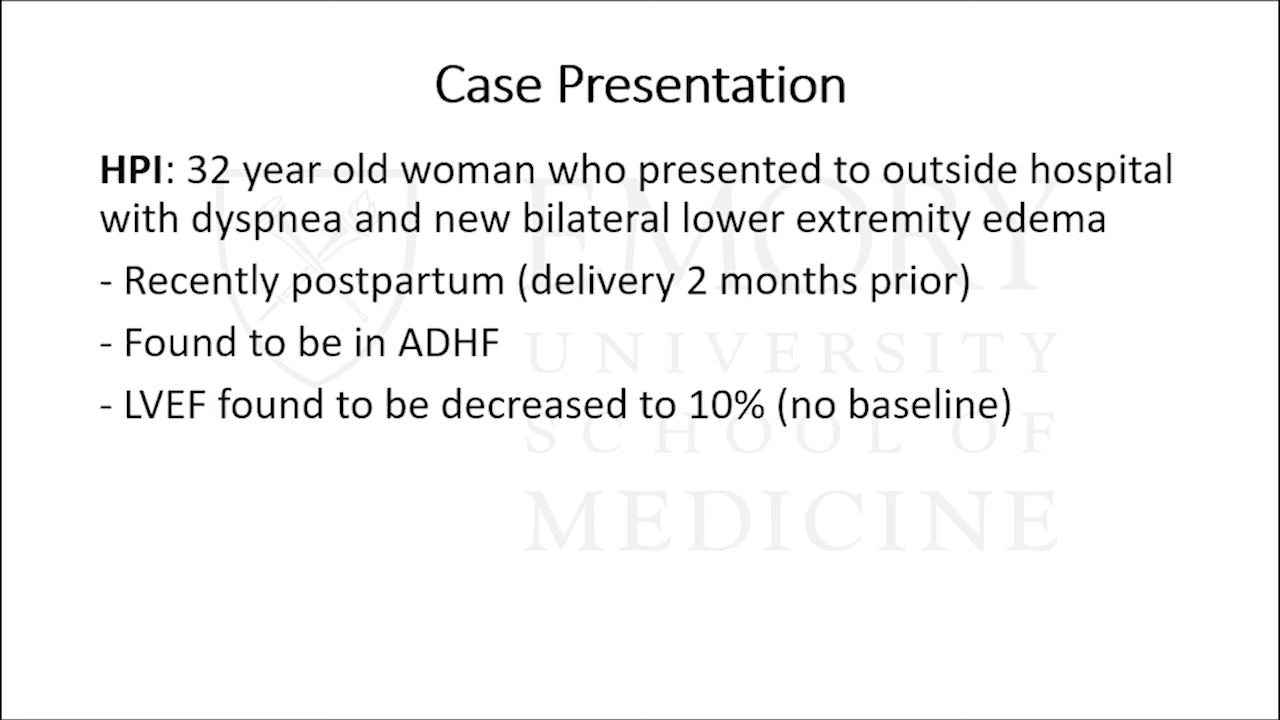 Case Presentation
HPI: 32 year old woman who presented to outside hospital
with dyspnea and new bilateral lower extremity edema
- Recently postpartum (delivery 2 months prior)
- Found to be in ADHF
- LVEF found to be decreased to 10% (no baseline)
EMORY
UNIVERSITY
SCHOOL OF
MEDICINE